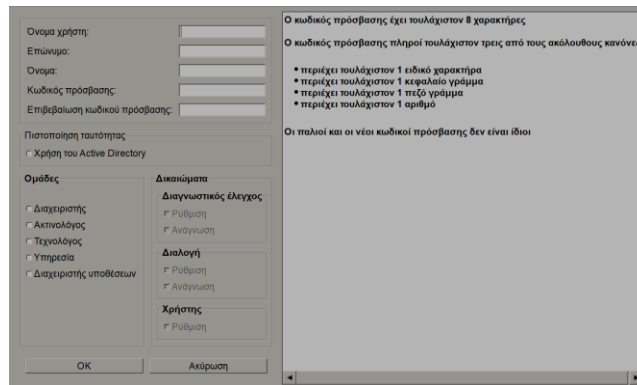 Όνομα χρήστη:
Επώνυμο:
Όνομα:
Κωδικός πρόσβασης:
Επιβεβαίωση κωδικού πρόσβασης:
Πιστοποίηση ταυτότητας
Χρήση του Active Directory
Ομάδες
Διαχειριστής
Ακτινολόγος
Τεχνολόγος
Υπηρεσία
Διαχειριστής υποθέσεων
Δικαιώματα
Διαγνωστικός έλεγχος
Ρύθμιση
Ανάγνωση
Διαλογή
Ρύθμιση
Ανάγνωση
Χρήστης
Ρύθμιση
OK
Ακύρωση
Ο κωδικός πρόσβασης έχει τουλάχιστον 8 χαρακτήρες
Ο κωδικός πρόσβασης πληροί τουλάχιστον τρεις από τους ακόλουθους κανόνε
• περιέχει τουλάχιστον 1 ειδικό χαρακτήρα
• περιέχει τουλάχιστον 1 κεφαλαίο γράμμα
• περιέχει τουλάχιστον 1 πεζό γράμμα
• περιέχει τουλάχιστον 1 αριθμό
Οι παλιοί και οι νέοι κωδικοί πρόσβασης δεν είναι ίδιοι